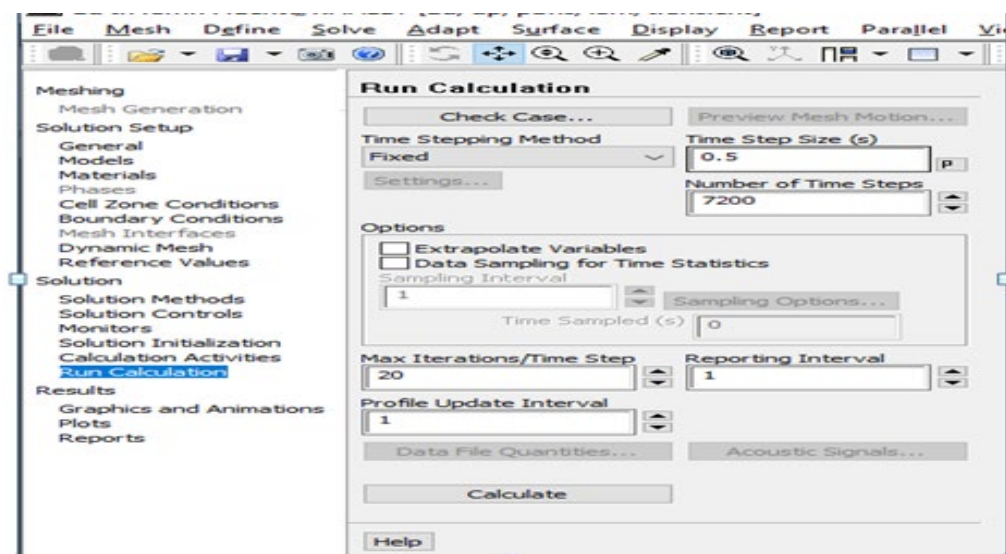 File Mesh Define Solve Adapt Surface Display Report Parallel
Meshing
Mesh Generation
Solution Setup
General
Models
Materials
Phases
Cell Zone Conditions
Boundary Conditions
Mesh Interfaces
Dynamic Mesh
Reference Values
Solution
Solution Methods
Solution Controls
Monitors
Solution Initialization
Calculation Activities
Run Calculation
Results
Graphics and Animations
Plots
Reports
Run Calculation
Check Case... Preview Mesh Motion...
Time Stepping Method Time Step Size (s)
Fixed 0.5 P
Settings... Number of Time Steps
7200
Options
Extrapolate Variables
Data Sampling for Time Statistics
Sampling Interval
1 Sampling Options...
Time Sampled (s) 0
Max Iterations/Time Step Reporting Interval
20 1
Profile Update Interval
1
Data File Quantities... Acoustic Signals...
Calculate
Help